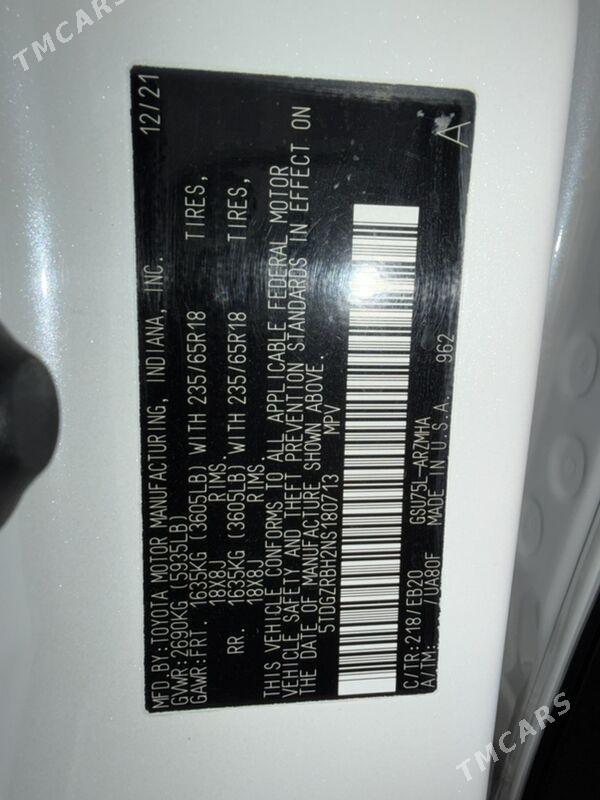 TMCARS
MFD.BY:TOYOTA MOTOR MANUFACTURING, INDIANA, INC. 12/21
GVWR:2690KG(5935LB)
GAWR:FRT. 1635KG (3605LB) WITH 235/65R18 TIRES,
18X8J RIMS.
RR. 1635KG (3605LB) WITH 235/65R18 TIRES,
18X8J RIMS.
THIS VEHICLE CONFORMS TO ALL APPLICABLE FEDERAL MOTOR
VEHICLE SAFETY AND THEFT PREVENTION STANDARDS IN EFFECT ON
THE DATE OF MANUFACTURE SHOWN ABOVE.
5TDGZRBH2NS180713 MPV
C/TR:218/EB20 GSU75L-ARZMHA
A/TM: /UA80F MADE IN U.S.A. 962 A
TMCARS